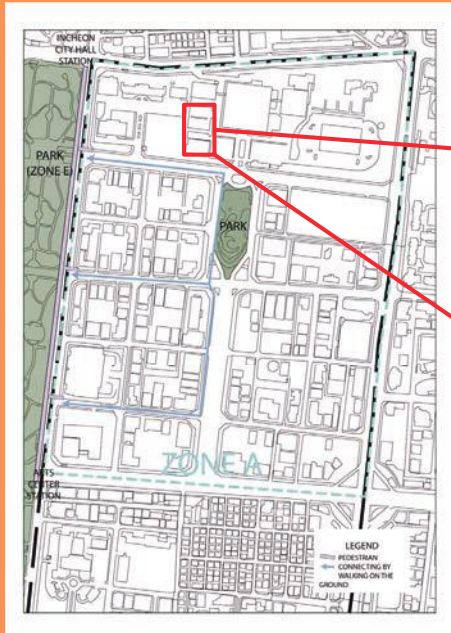 INCHEON
CITY HALL
STATION
PARK
(ZONE E)
PARK
ZONE A
ARTS
CENTER
STATION
LEGEND
PEDESTRIAN
CONNECTING BY
WALKING ON THE
GROUND